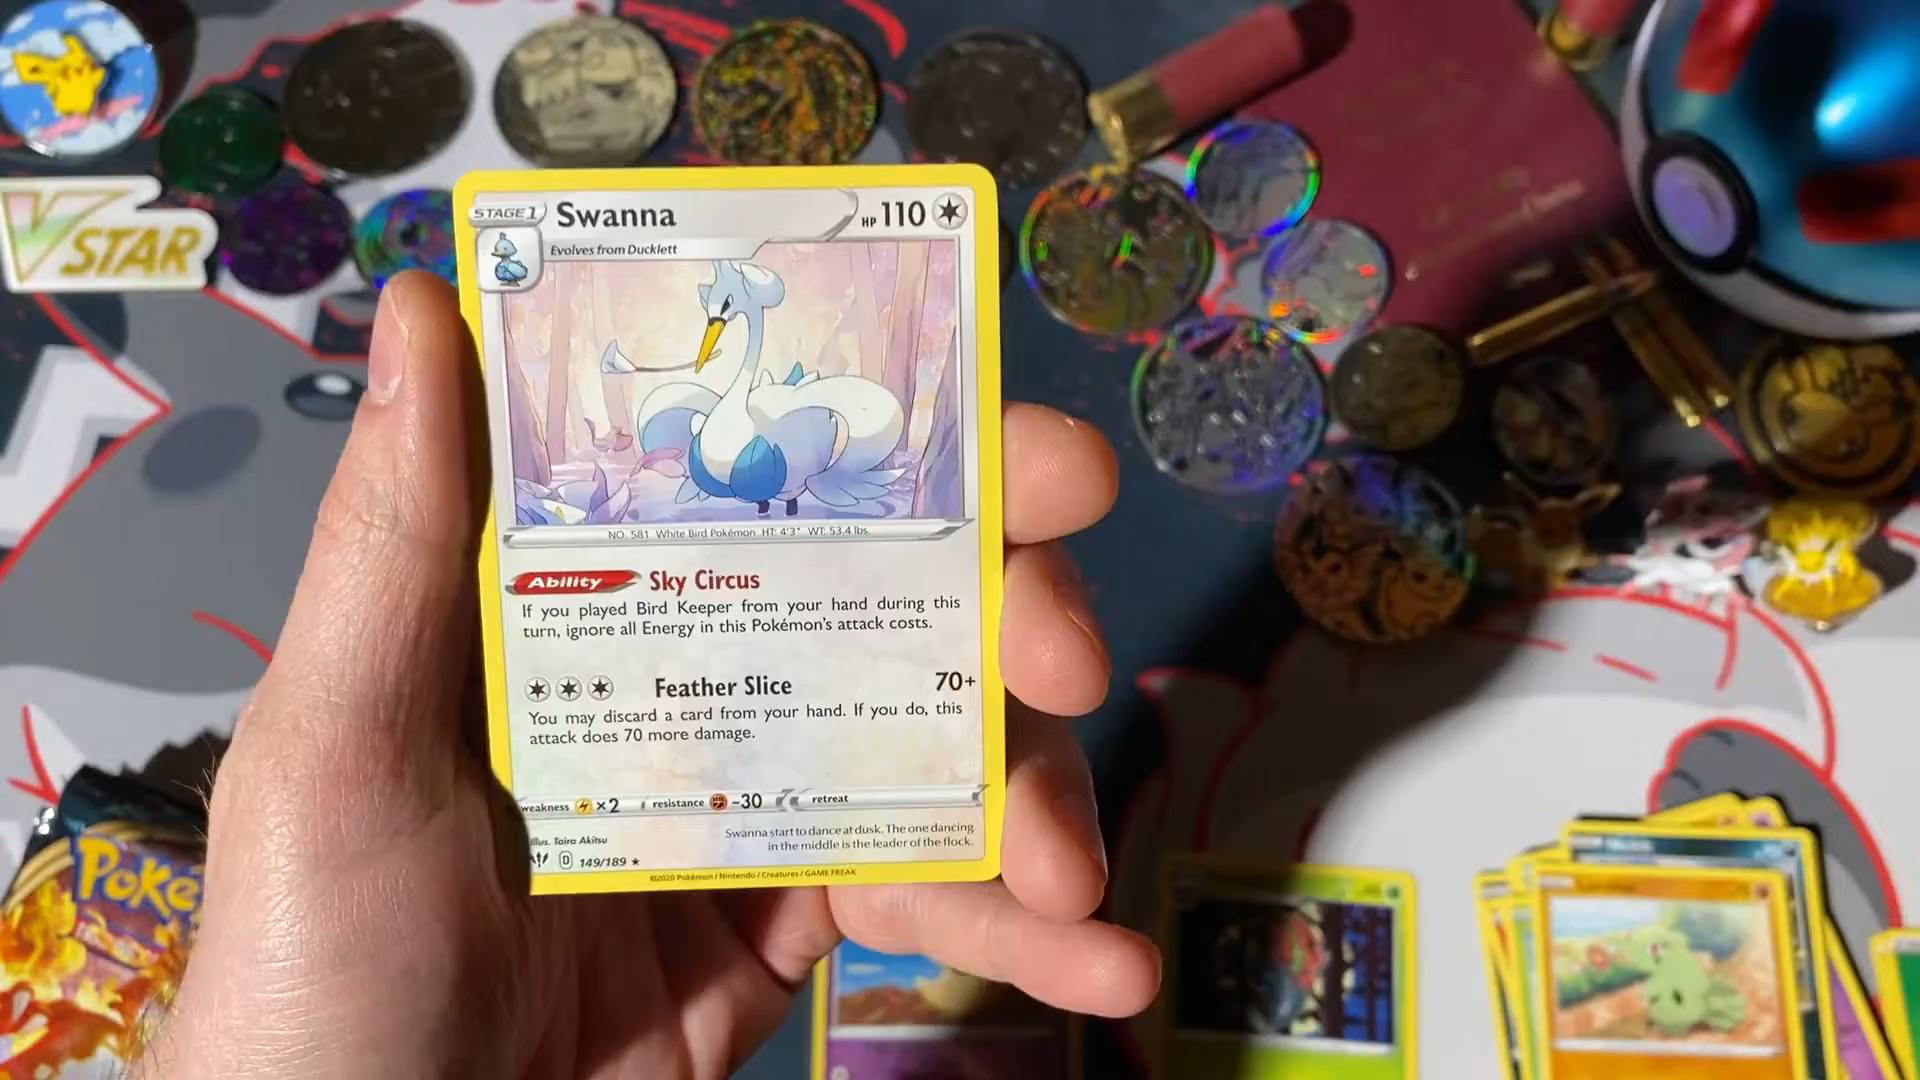 V STAR
STAGE 1 Swanna HP 110
Evolves from Ducklett
NO. 581 White Bird Pokémon HT: 4'3" WT: 53.4 lbs.
Ability Sky Circus
If you played Bird Keeper from your hand during this
turn, ignore all Energy in this Pokémon's attack costs.
Feather Slice 70+
You may discard a card from your hand. If you do, this
attack does 70 more damage.
weakness ×2 resistance -30 retreat
Illus. Taira Akitsu
Swanna start to dance at dusk. The one dancing
in the middle is the leader of the flock.
D 149/189 ★
©2020 Pokémon / Nintendo / Creatures / GAME FREAK
Poké